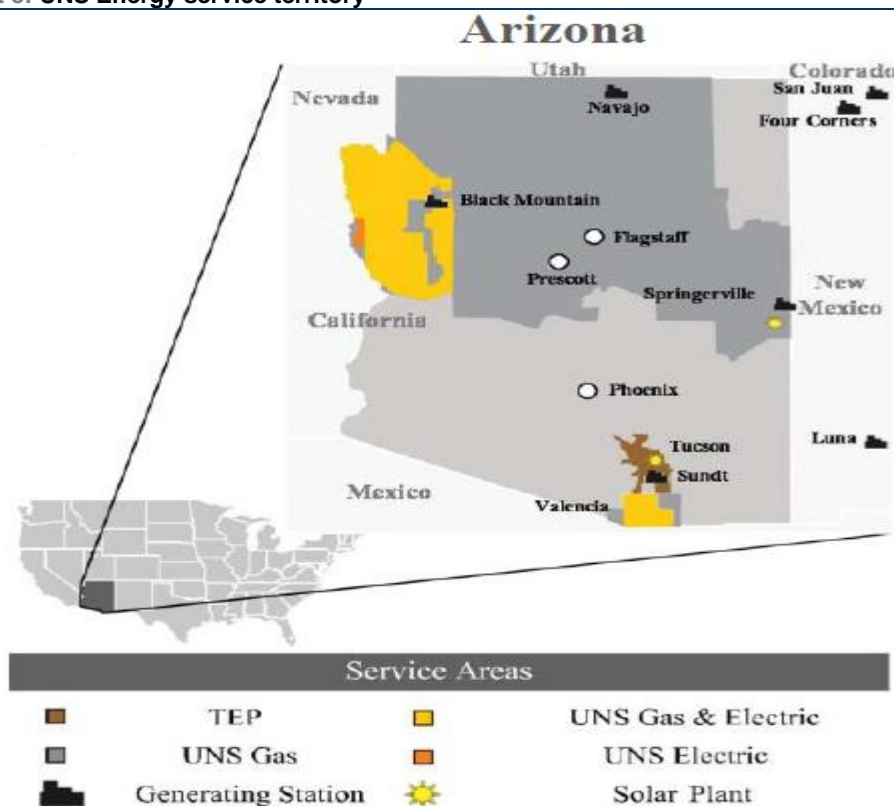 UNS Energy service territory
Arizona
Utah
Colorado
Nevada
San Juan
Navajo
Four Corners
Black Mountain
Flagstaff
Prescott
Springerville
New
Mexico
California
Phoenix
Luna
Tucson
Sundt
Mexico
Valencia
Service Areas
TEP
UNS Gas & Electric
UNS Gas
UNS Electric
Generating Station
Solar Plant